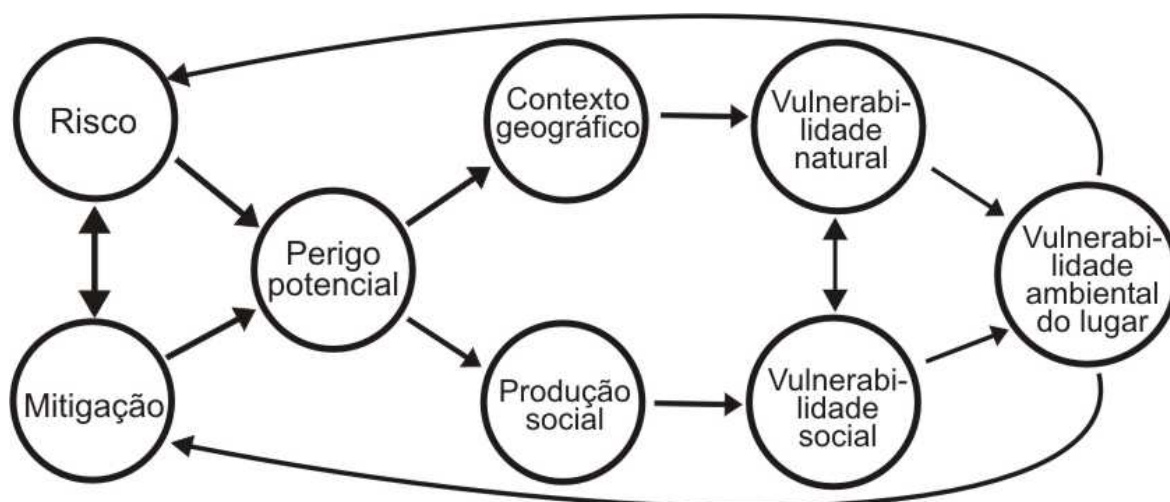 Risco
Mitigação
Perigo
potencial
Contexto
geográfico
Produção
social
Vulnerabi-
lidade
natural
Vulnerabi-
lidade
social
Vulnerabi-
lidade
ambiental
do lugar